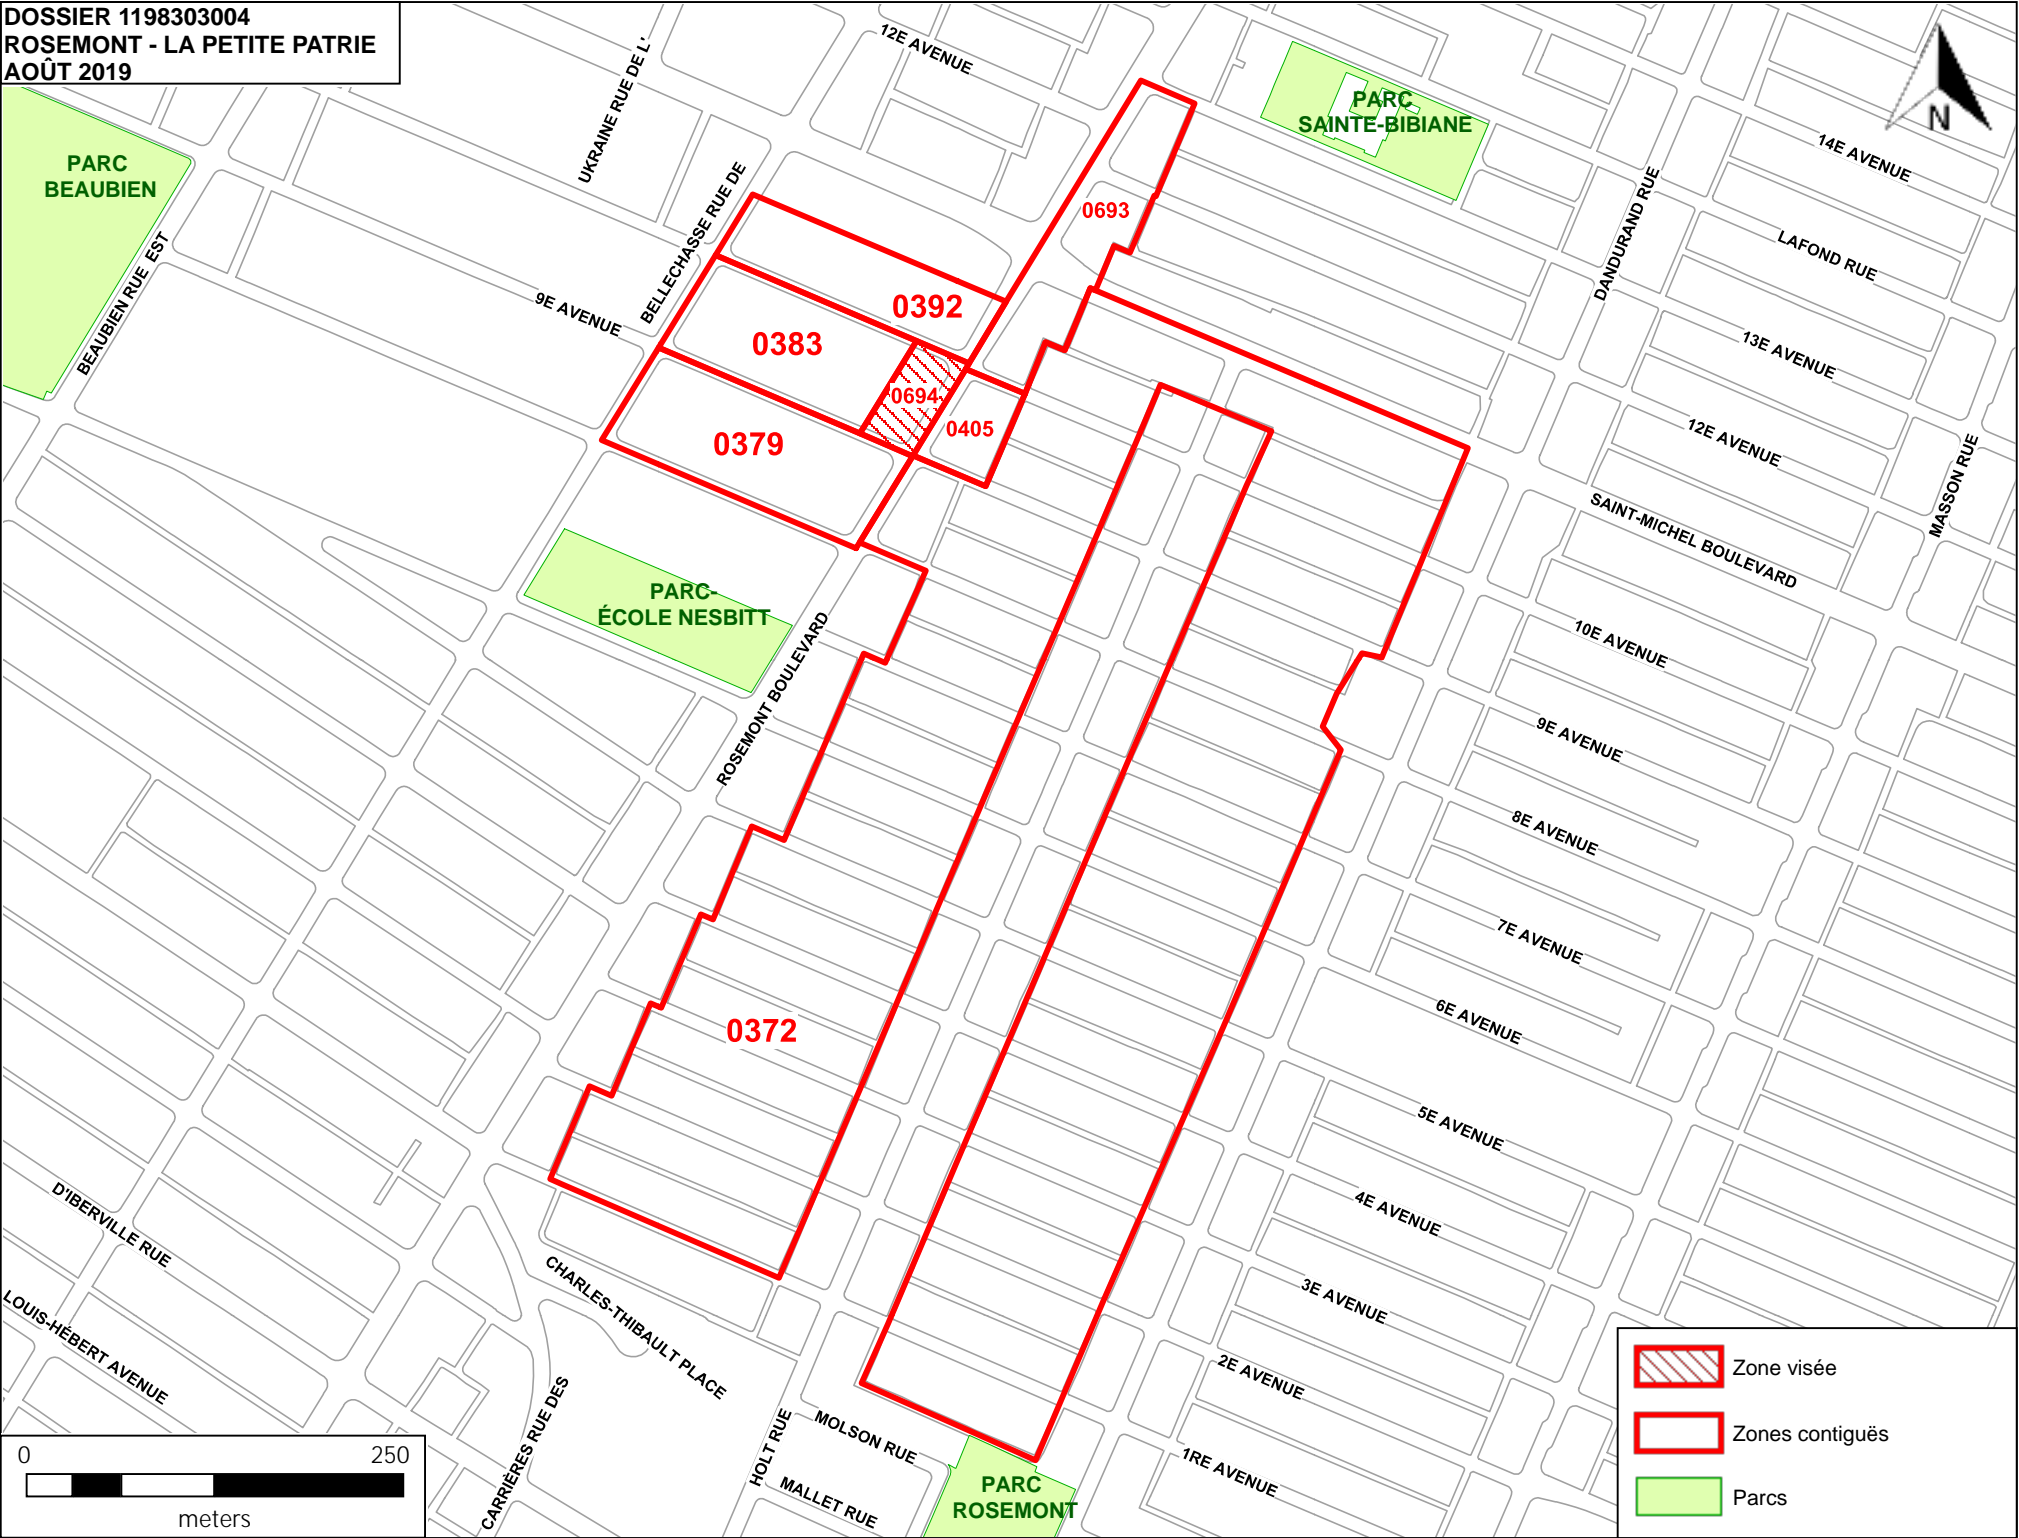 DOSSIER 1198303004
ROSEMONT - LA PETITE PATRIE
AOÛT 2019
12E AVENUE
UKRAINE RUE DE L'
PARC
SAINTE-BIBIANE
N
14E AVENUE
PARC
BEAUBIEN
BELLECHASSE RUE DE
0693
DANDURAND RUE
LAFOND RUE
BEAUBIEN RUE EST
9E AVENUE
0392
0383
13E AVENUE
0694
0405
0379
12E AVENUE
MASSON RUE
SAINT-MICHEL BOULEVARD
PARC-
ÉCOLE NESBITT
10E AVENUE
ROSEMONT BOULEVARD
9E AVENUE
8E AVENUE
7E AVENUE
6E AVENUE
0372
5E AVENUE
4E AVENUE
D'IBERVILLE RUE
CHARLES-THIBAULT PLACE
3E AVENUE
LOUIS-HÉBERT AVENUE
2E AVENUE
CARRIÈRES RUE DES
HOLT RUE
MOLSON RUE
1RE AVENUE
MALLET RUE
PARC
ROSEMONT
Zone visée
Zones contiguës
Parcs
0 250
meters